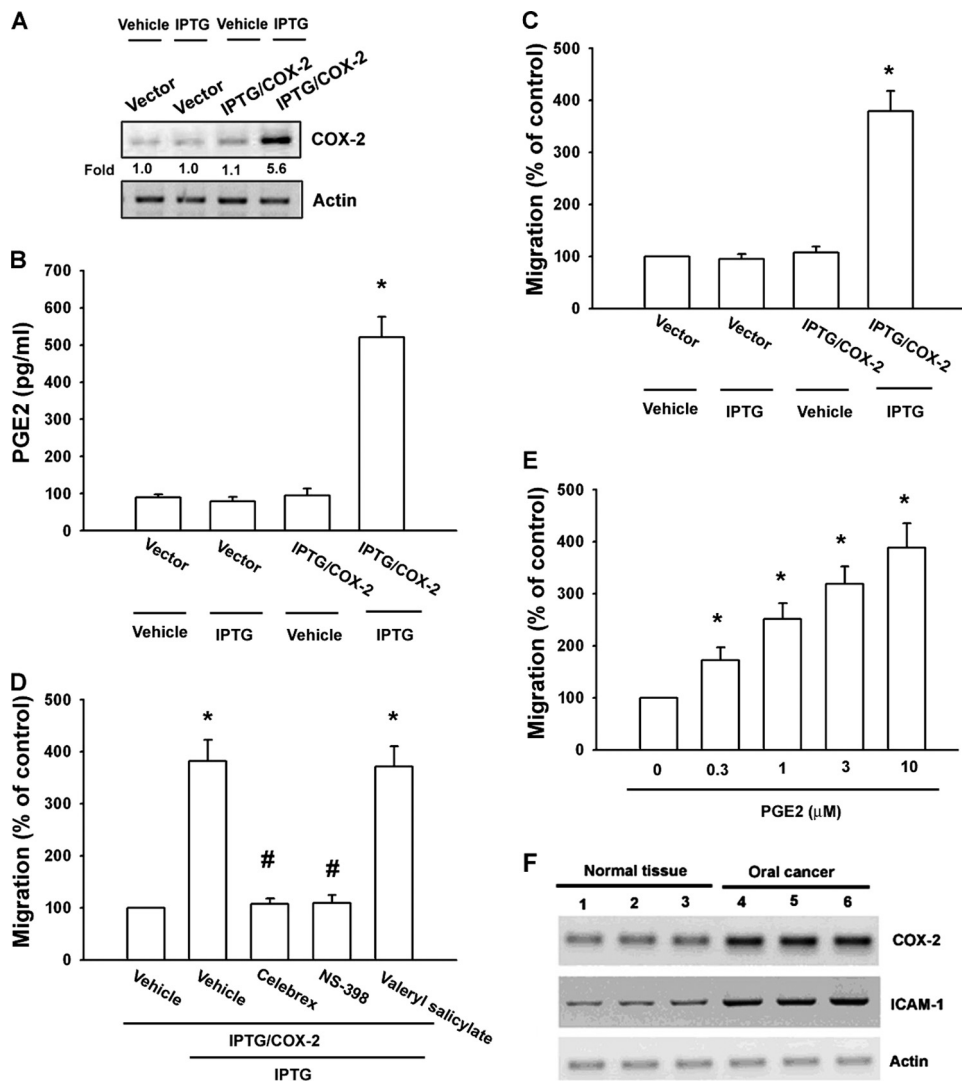 A
Vehicle IPTG Vehicle IPTG
Vector Vector IPTG/COX-2 IPTG/COX-2
COX-2
Fold 1.0 1.0 1.1 5.6
Actin
B
PGE2 (pg/ml)
700
600
500
400
300
200
100
0
*
Vector Vector IPTG/COX-2 IPTG/COX-2
Vehicle IPTG Vehicle IPTG
C
Migration (% of control)
500
400
300
200
100
0
*
Vector Vector IPTG/COX-2 IPTG/COX-2
Vehicle IPTG Vehicle IPTG
D
Migration (% of control)
500
400
300
200
100
0
* # # *
Vehicle Vehicle Celebrex NS-398 Valeryl salicylate
IPTG/COX-2
IPTG
E
Migration (% of control)
500
400
300
200
100
0
* * * *
0 0.3 1 3 10
PGE2 (μM)
F
Normal tissue Oral cancer
1 2 3 4 5 6
COX-2
ICAM-1
Actin